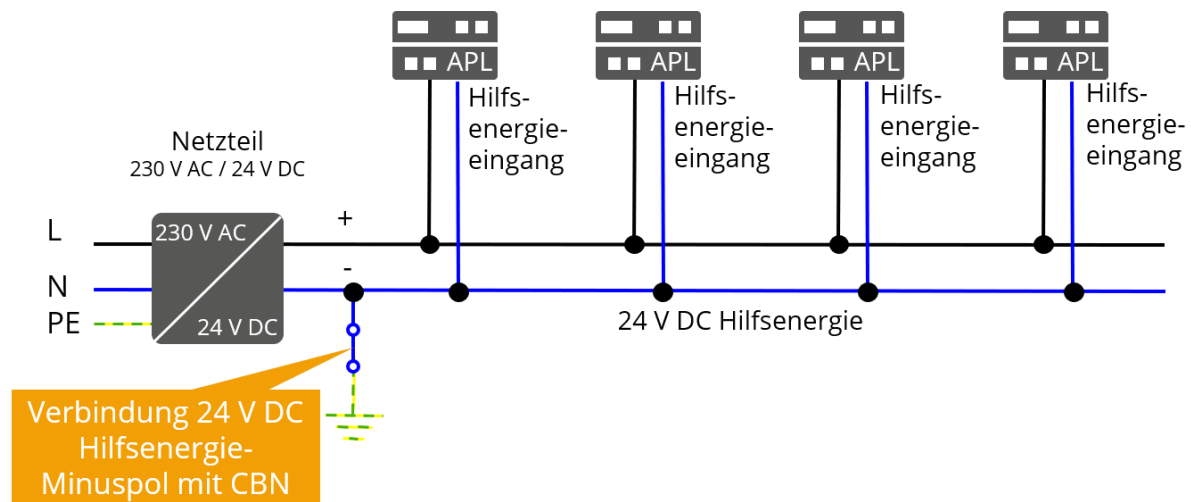 APL
APL
APL
APL
Hilfs-
energie-
eingang
Hilfs-
energie-
eingang
Hilfs-
energie-
eingang
Hilfs-
energie-
eingang
Netzteil
230 V AC / 24 V DC
L
N
PE
230 V AC
24 V DC
+
-
24 V DC Hilfsenergie
Verbindung 24 V DC
Hilfsenergie-
Minuspol mit CBN